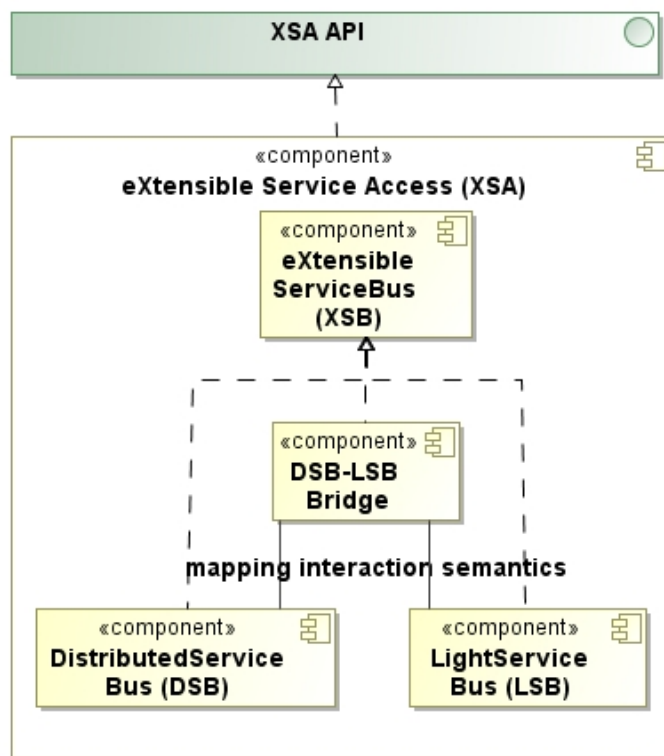 XSA API
«component»
eXtensible Service Access (XSA)
«component»
eXtensible
ServiceBus
(XSB)
«component»
DSB-LSB
Bridge
mapping interaction semantics
«component»
DistributedService
Bus (DSB)
«component»
LightService
Bus (LSB)